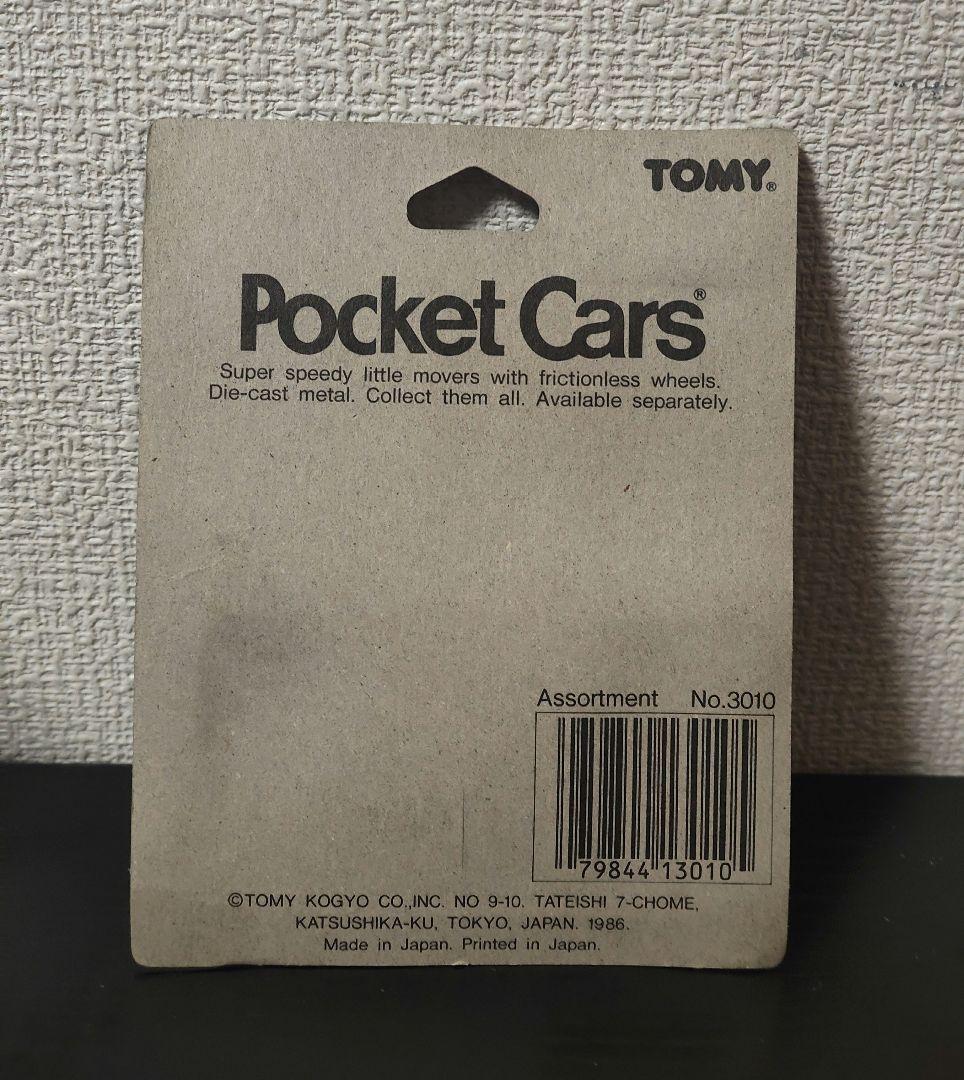 TOMY®
Pocket Cars®
Super speedy little movers with frictionless wheels.
Die-cast metal. Collect them all. Available separately.
Assortment No.3010
79844 13010
©TOMY KOGYO CO.,INC. NO 9-10. TATEISHI 7-CHOME,
KATSUSHIKA-KU, TOKYO, JAPAN. 1986.
Made in Japan. Printed in Japan.